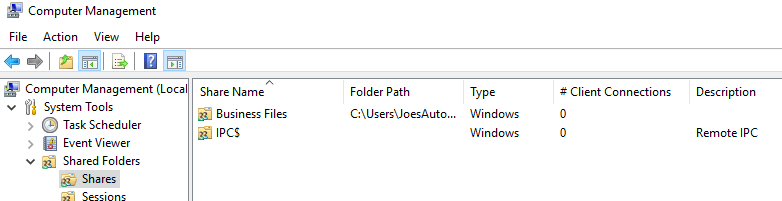 Computer Management
File Action View Help
Computer Management (Local
System Tools
Task Scheduler
Event Viewer
Shared Folders
Shares
Sessions
Share Name Folder Path Type # Client Connections Description
Business Files C:\Users\JoesAuto... Windows 0
IPC$ Windows 0 Remote IPC